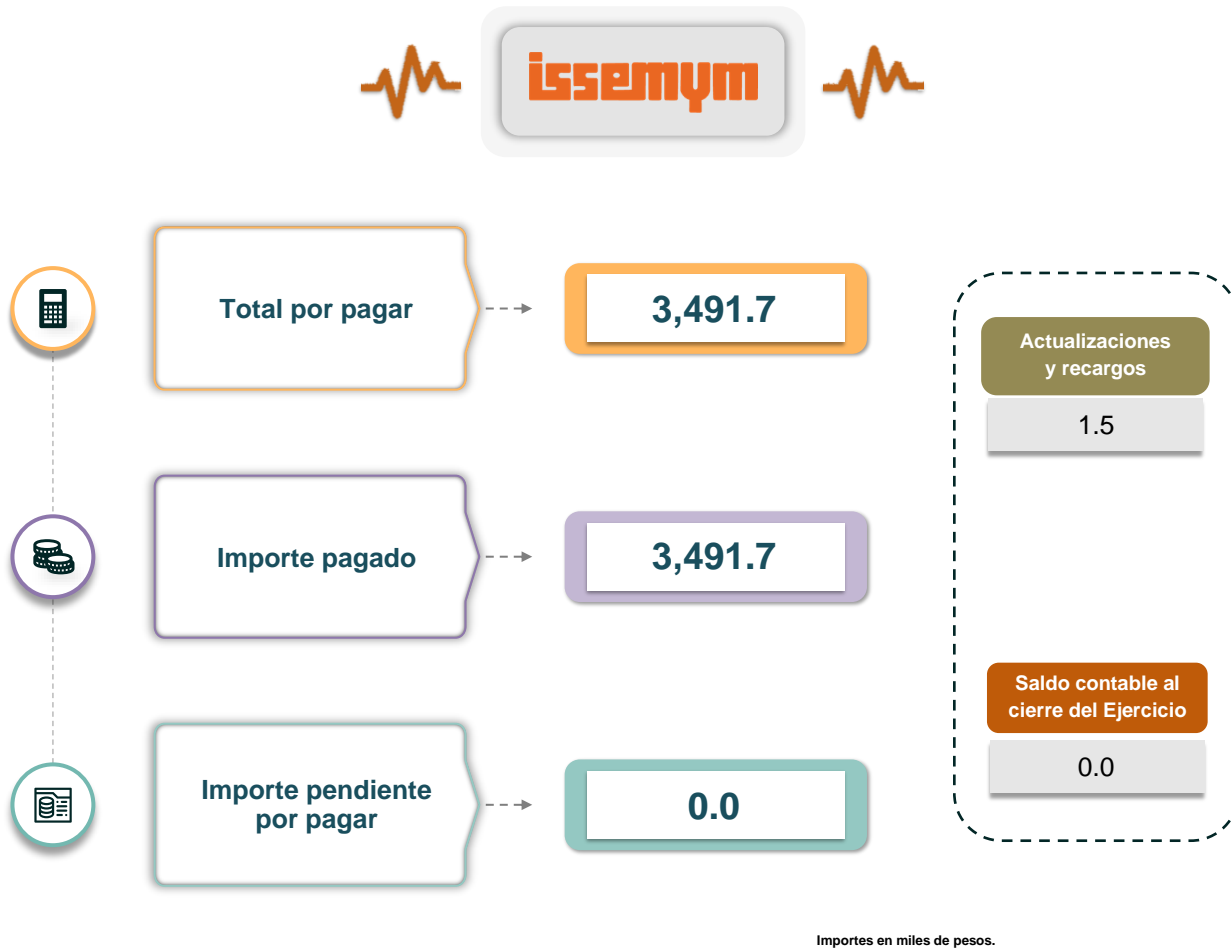 issemym
Total por pagar
3,491.7
Actualizaciones
y recargos
1.5
Importe pagado
3,491.7
Importe pendiente
por pagar
0.0
Saldo contable al
cierre del Ejercicio
0.0
Importes en miles de pesos.